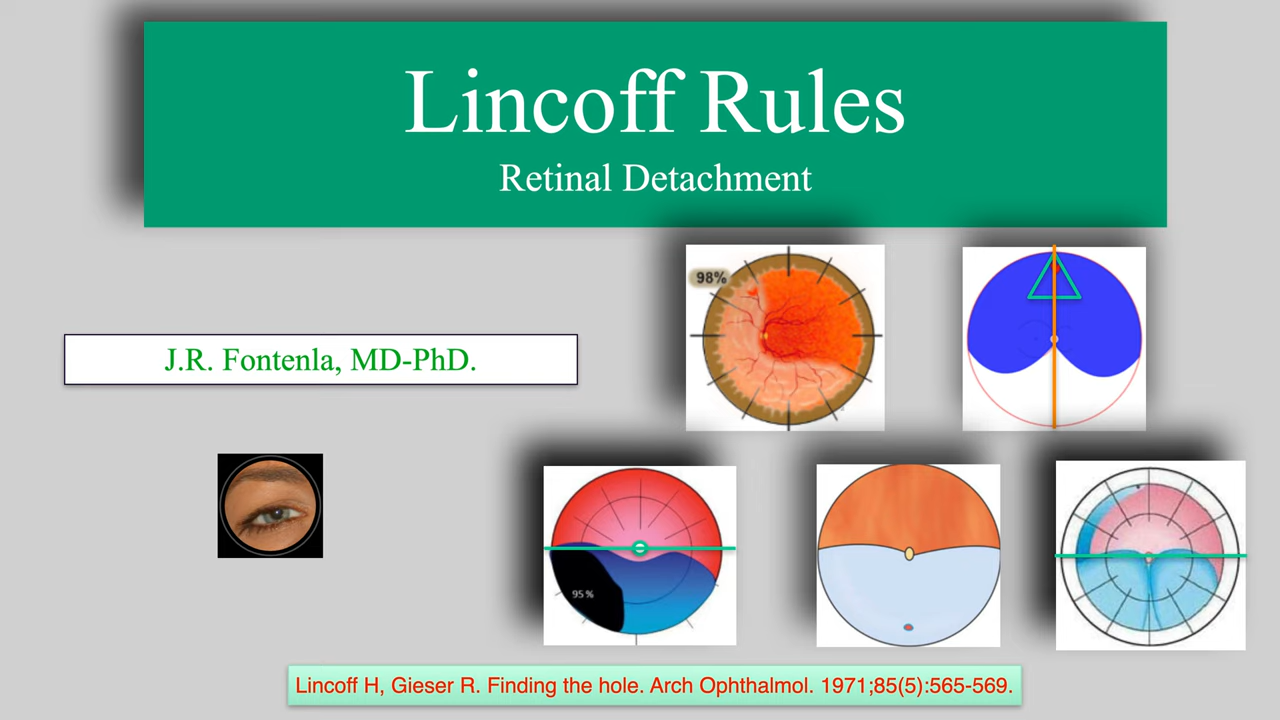 Lincoff Rules
Retinal Detachment
98%
J.R. Fontenla, MD-PhD.
95 %
Lincoff H, Gieser R. Finding the hole. Arch Ophthalmol. 1971;85(5):565-569.